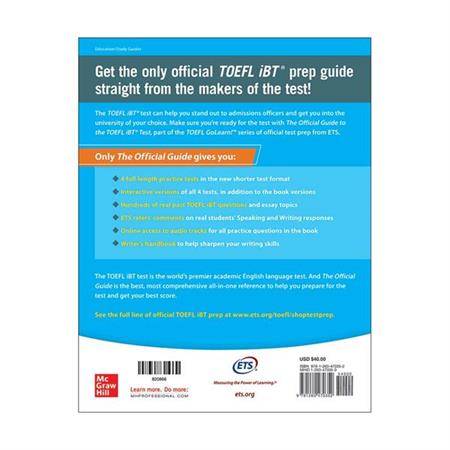 Education/Study Guides
Get the only official TOEFL iBT® prep guide
straight from the makers of the test!
The TOEFL iBT® test can help you stand out to admissions officers and get you into the
university of your choice. Make sure you're ready for the test with The Official Guide to
the TOEFL iBT® Test, part of the TOEFL GoLearn!™ series of official test prep from ETS.
Only The Official Guide gives you:
4 full-length practice tests in the new shorter test format
Interactive versions of all 4 tests, in addition to the book versions
Hundreds of real past TOEFL iBT questions and essay topics
ETS raters' comments on real students' Speaking and Writing responses
Online access to audio tracks for all practice questions in the book
Writer's handbook to help sharpen your writing skills
The TOEFL iBT test is the world's premier academic English language test. And The Official
Guide is the best, most comprehensive all-in-one reference to help you prepare for the
test and get your best score.
See the full line of official TOEFL iBT prep at www.ets.org/toefl/shoptestprep.
Mc
Graw
Hill
Learn more. Do more.
MHPROFESSIONAL.COM
ETS
Measuring the Power of Learning.®
ets.org
USD $40.00